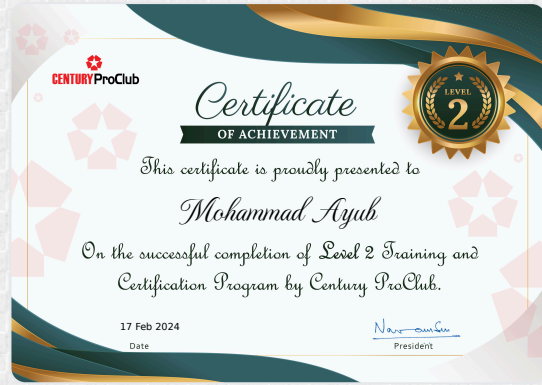 CENTURY ProClub
Certificate
OF ACHIEVEMENT
LEVEL
2
This certificate is proudly presented to
Mohammad Ayub
On the successful completion of Level 2 Training and
Certification Program by Century ProClub.
17 Feb 2024
Date
President